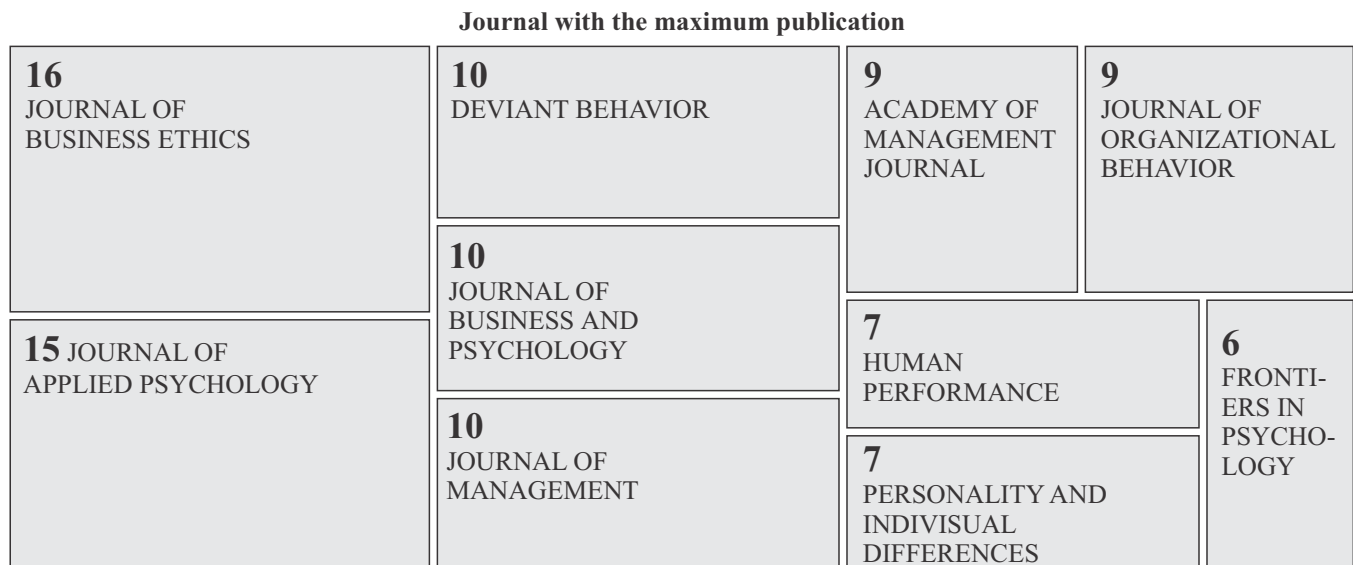 Journal with the maximum publication
16
JOURNAL OF
BUSINESS ETHICS
15 JOURNAL OF
APPLIED PSYCHOLOGY
10
DEVIANT BEHAVIOR
10
JOURNAL OF
BUSINESS AND
PSYCHOLOGY
10
JOURNAL OF
MANAGEMENT
9
ACADEMY OF
MANAGEMENT
JOURNAL
9
JOURNAL OF
ORGANIZATIONAL
BEHAVIOR
7
HUMAN
PERFORMANCE
7
PERSONALITY AND
INDIVISUAL
DIFFERENCES
6
FRONTI-
ERS IN
PSYCHO-
LOGY